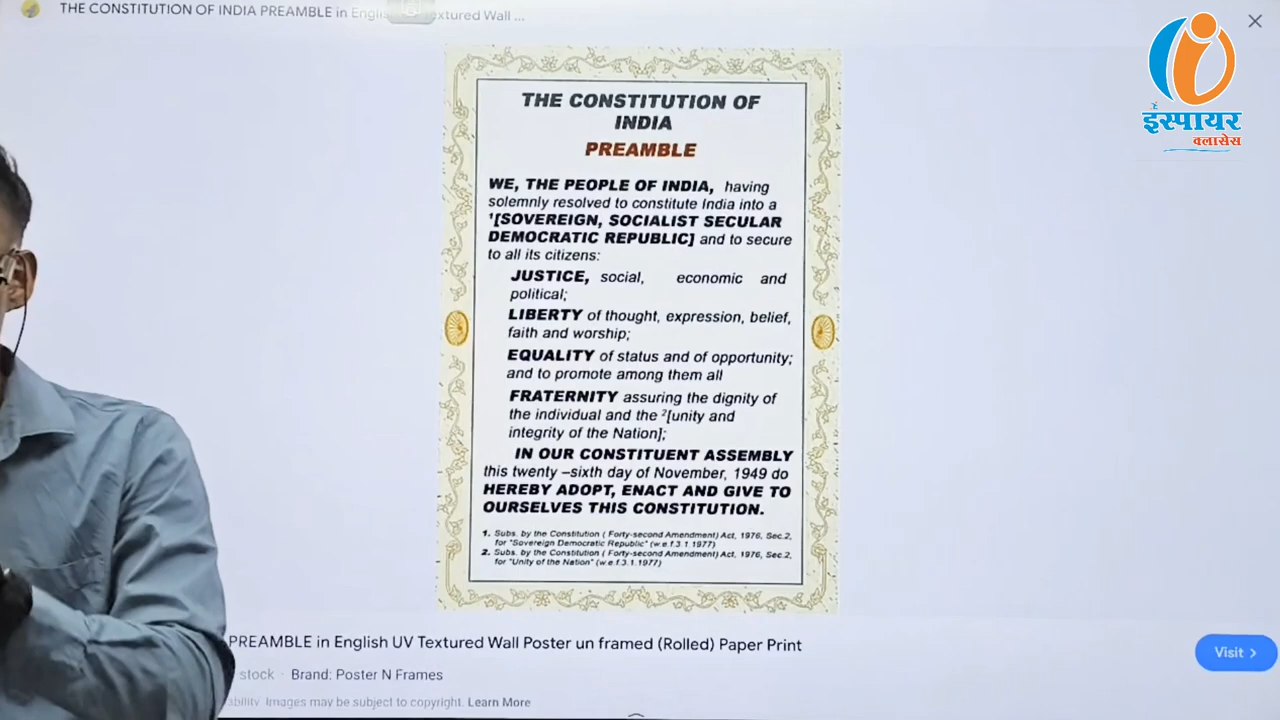 THE CONSTITUTION OF INDIA PREAMBLE in Englis Textured Wall ...
इंस्पायर
क्लासेस
THE CONSTITUTION OF
INDIA
PREAMBLE
WE, THE PEOPLE OF INDIA, having
solemnly resolved to constitute India into a
¹[SOVEREIGN, SOCIALIST SECULAR
DEMOCRATIC REPUBLIC] and to secure
to all its citizens:
JUSTICE, social, economic and
political;
LIBERTY of thought, expression, belief,
faith and worship;
EQUALITY of status and of opportunity;
and to promote among them all
FRATERNITY assuring the dignity of
the individual and the ²[unity and
integrity of the Nation];
IN OUR CONSTITUENT ASSEMBLY
this twenty –sixth day of November, 1949 do
HEREBY ADOPT, ENACT AND GIVE TO
OURSELVES THIS CONSTITUTION.
1. Subs. by the Constitution ( Forty-second Amendment) Act, 1976, Sec.2,
for "Sovereign Democratic Republic" (w.e.f.3.1.1977)
2. Subs. by the Constitution ( Forty-second Amendment) Act, 1976, Sec.2,
for "Unity of the Nation" (w.e.f.3.1.1977)
PREAMBLE in English UV Textured Wall Poster un framed (Rolled) Paper Print
stock · Brand: Poster N Frames
Visit >
Images may be subject to copyright. Learn More